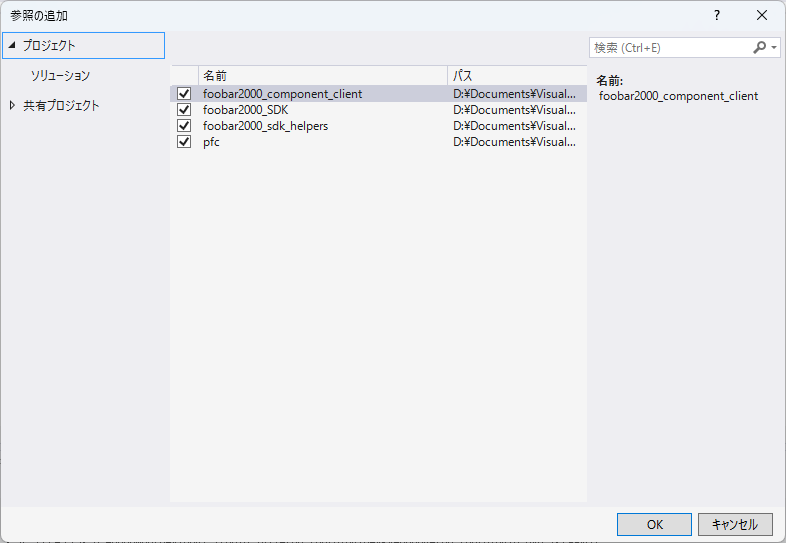 参照の追加
? ×
プロジェクト
ソリューション
共有プロジェクト
名前 パス
foobar2000_component_client D:¥Documents¥Visual...
foobar2000_SDK D:¥Documents¥Visual...
foobar2000_sdk_helpers D:¥Documents¥Visual...
pfc D:¥Documents¥Visual...
検索 (Ctrl+E)
名前:
foobar2000_component_client
OK キャンセル